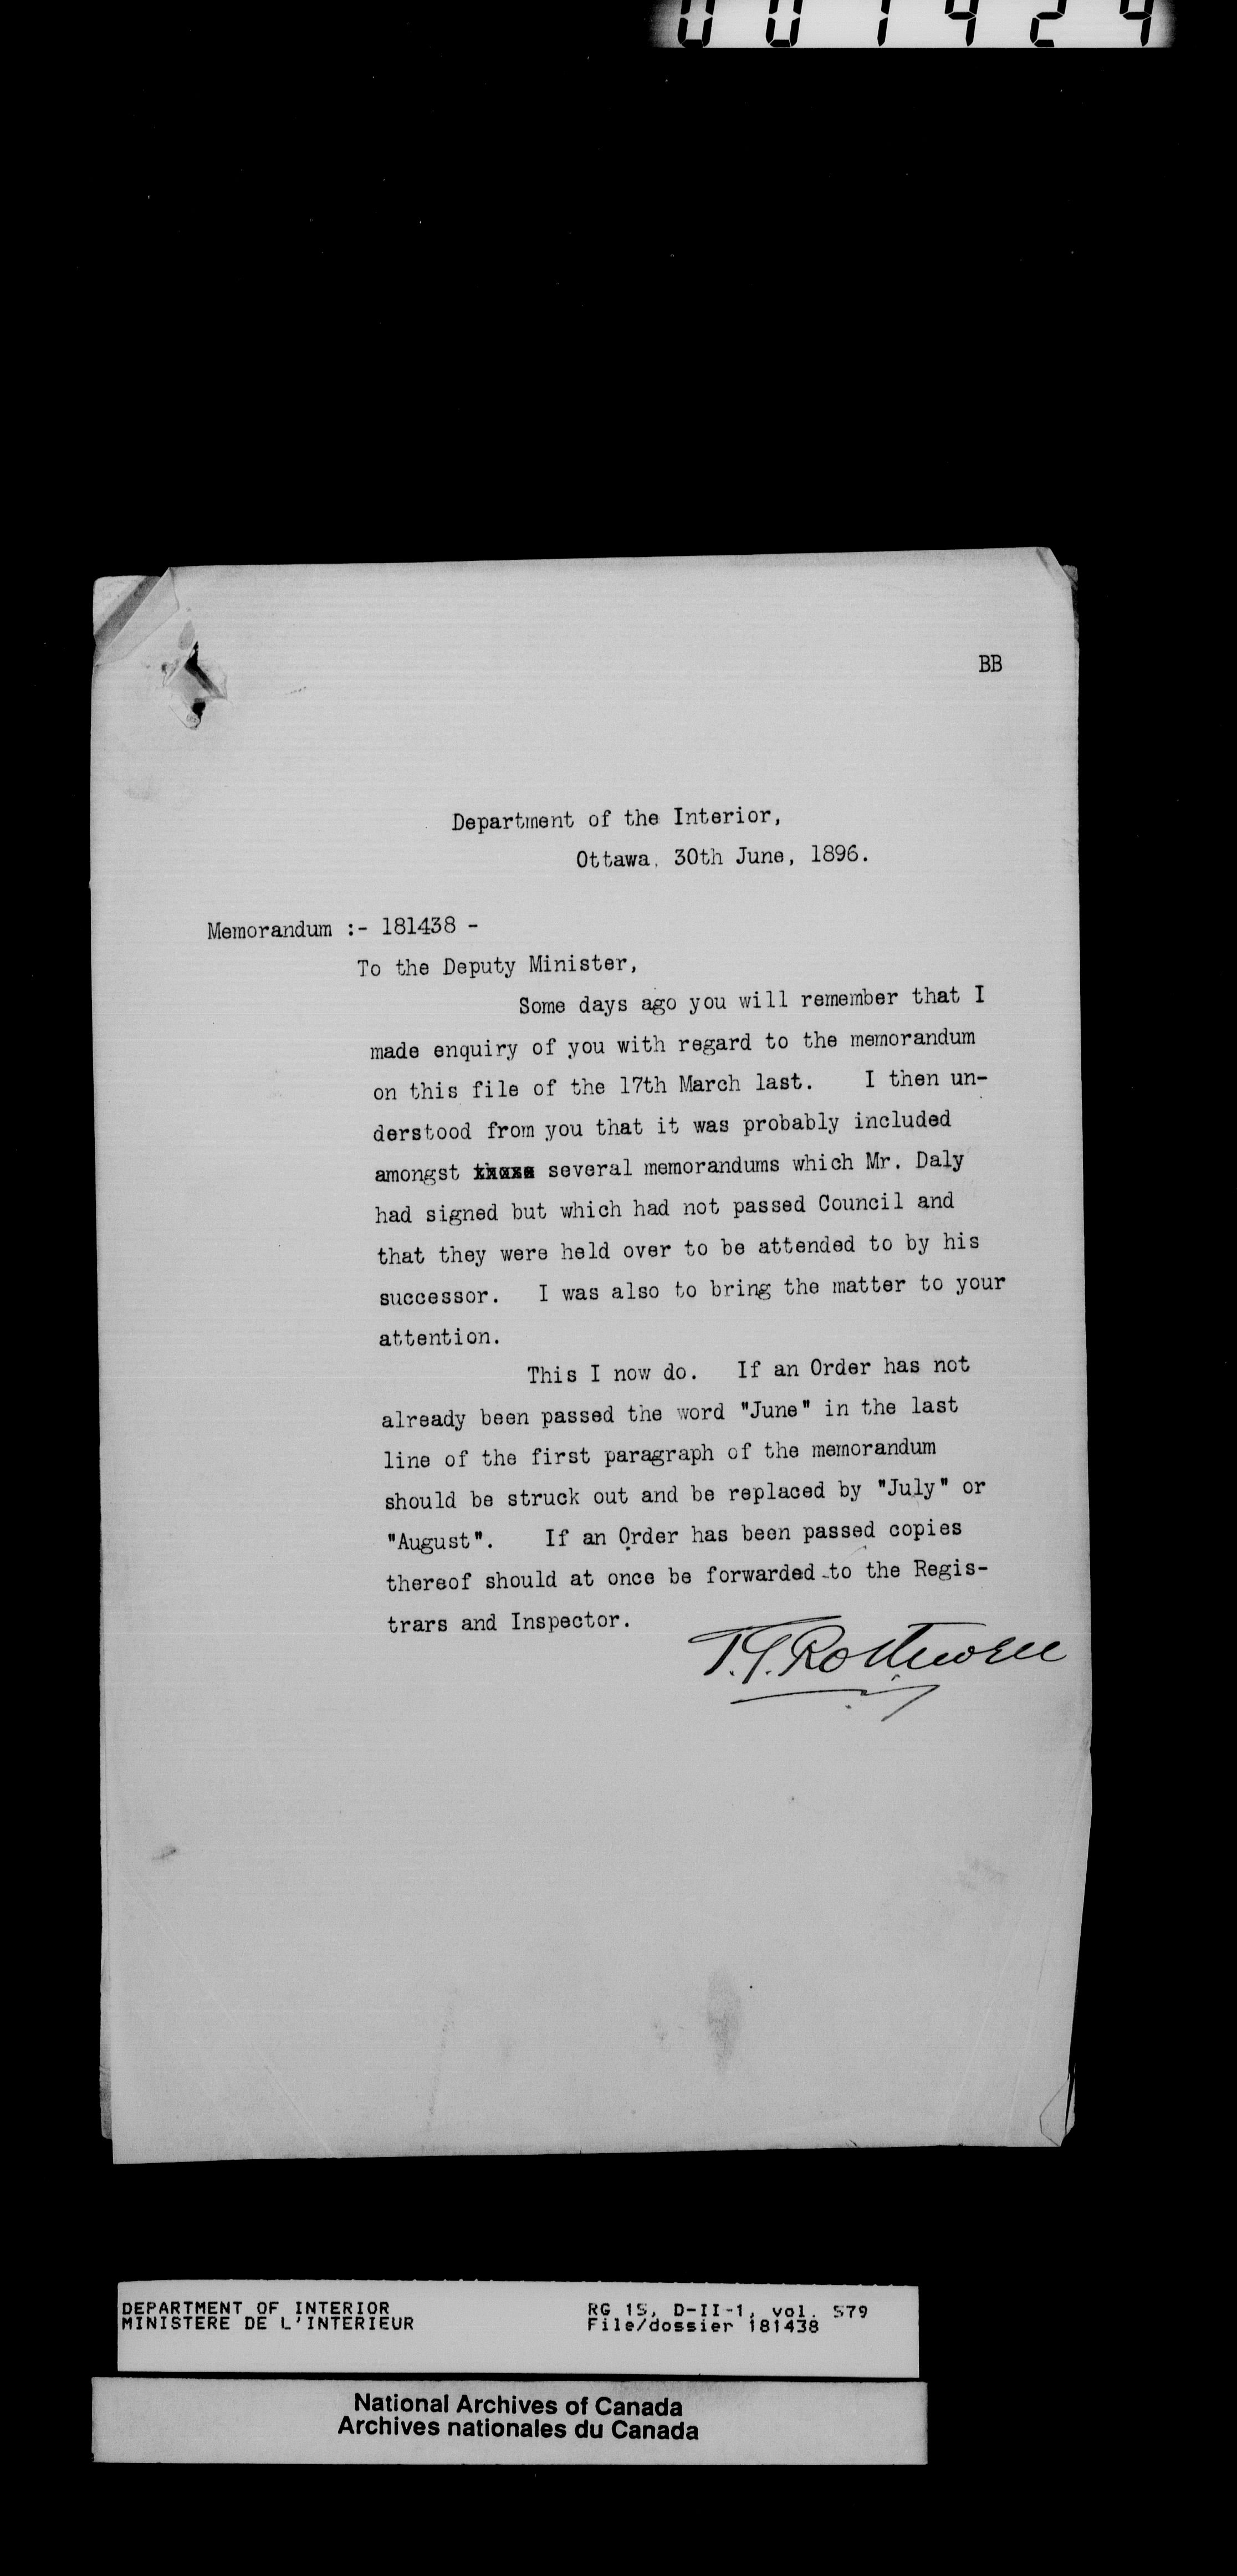 001424
BB
Department of the Interior,
Ottawa, 30th June, 1896.
Memorandum :- 181438 -
To the Deputy Minister,
Some days ago you will remember that I
made enquiry of you with regard to the memorandum
on this file of the 17th March last. I then un-
derstood from you that it was probably included
amongst several memorandums which Mr. Daly
had signed but which had not passed Council and
that they were held over to be attended to by his
successor. I was also to bring the matter to your
attention.
This I now do. If an Order has not
already been passed the word "June" in the last
line of the first paragraph of the memorandum
should be struck out and be replaced by "July" or
"August". If an Order has been passed copies
thereof should at once be forwarded to the Regis-
trars and Inspector.
T.G. Rothwell
DEPARTMENT OF INTERIOR
MINISTERE DE L'INTERIEUR
RG 15, D-II-1, vol. 579
File/dossier 181438
National Archives of Canada
Archives nationales du Canada